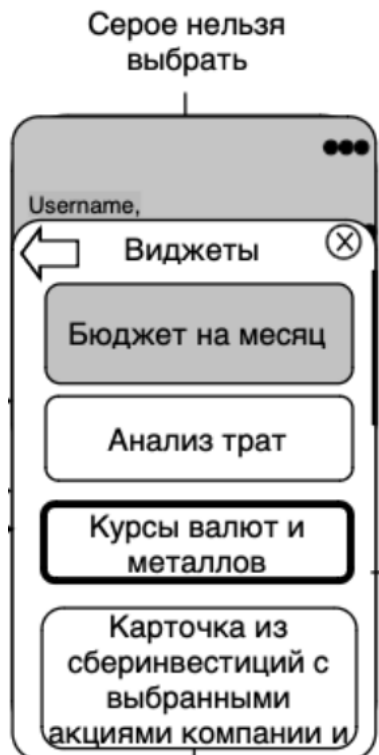 Серое нельзя
выбрать
Username,
Виджеты
Бюджет на месяц
Анализ трат
Курсы валют и
металлов
Карточка из
сберинвестиций с
выбранными
акциями компании и